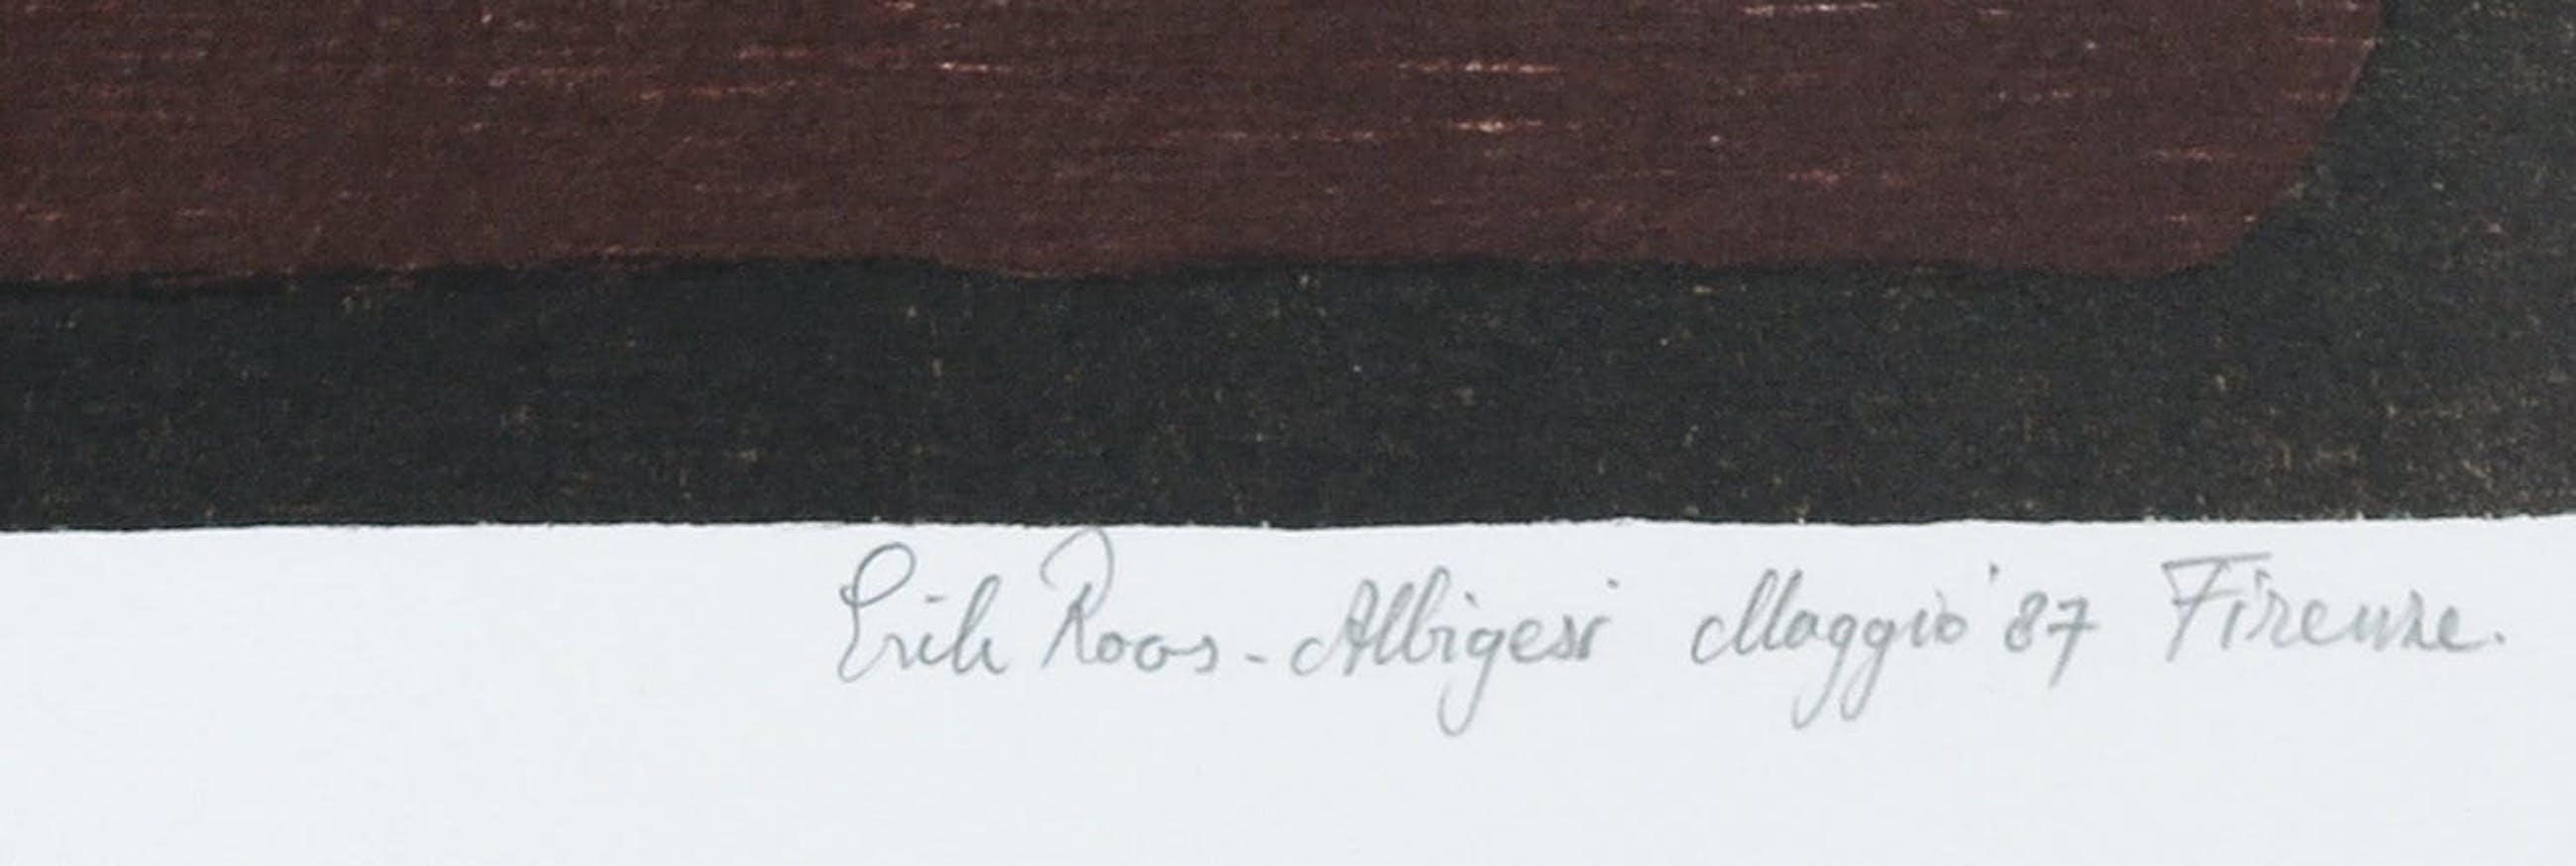 Erik Roos - Albigesi Maggio '87 Firenze.